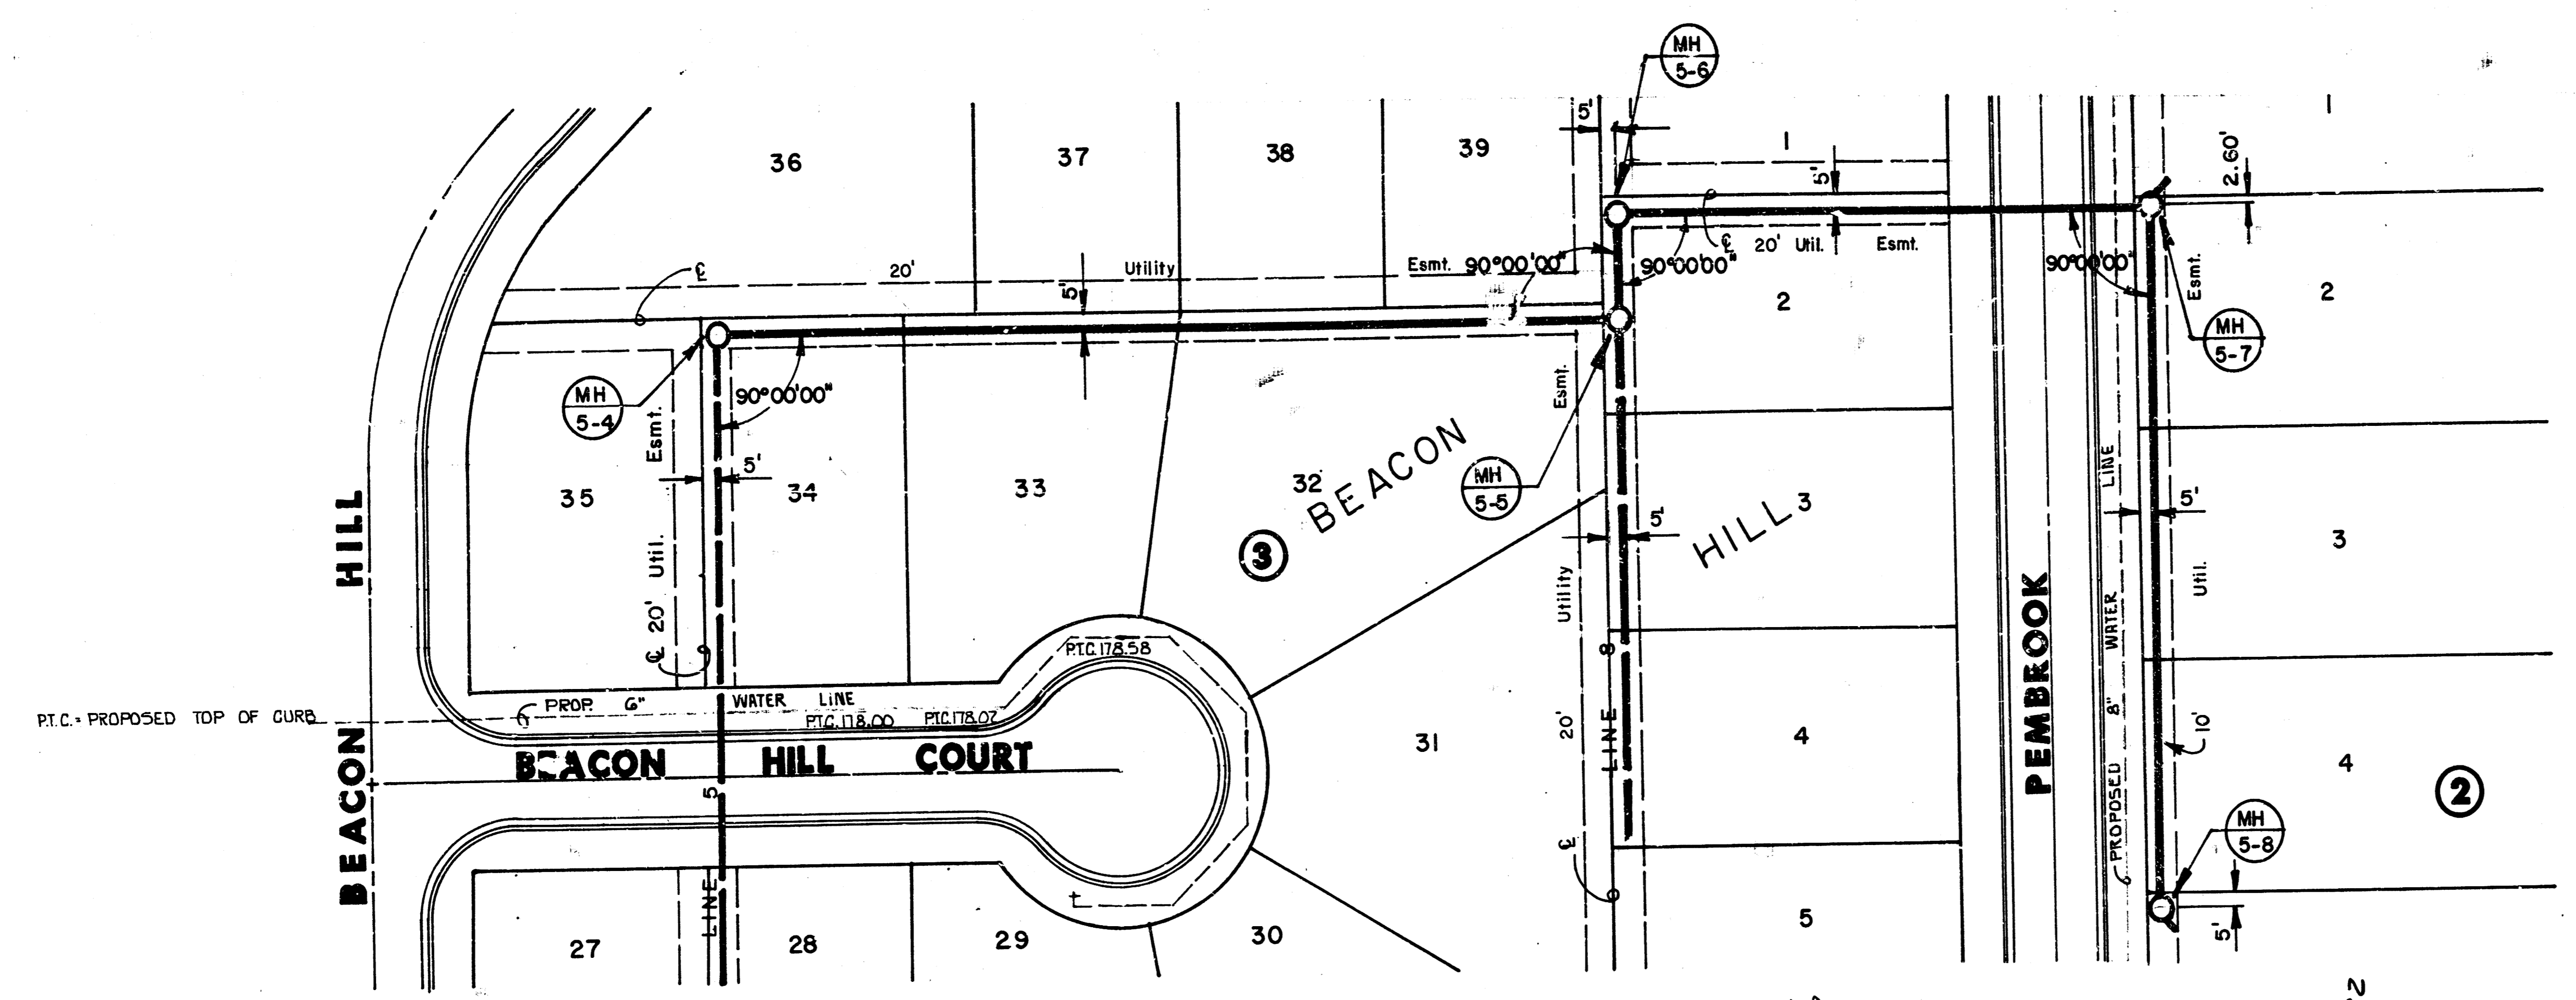 MH
5-6
1
1
36
37
38
39
5'
5'
2.60'
20' Utility Esmt.
℄
90°00'00"
90°00'00"
℄ 20' Util. Esmt.
90°00'00"
Esmt.
2
2
5'
MH
5-7
MH
5-4
90°00'00"
Esmt.
5'
35
34
33
32
BEACON
HILL
3
MH
5-5
Esmt.
3
5'
5'
3
LINE
HILL
℄ 20' Util.
Utility
Util.
P.T.C. 178.58
8
PEMBROOK
WATER
8"
PROP. 6" WATER LINE
P.T.C. = PROPOSED TOP OF CURB
P.T.C. 178.00 P.T.C. 178.07
20'
LINE
10'
BEACON HILL COURT
31
4
4
2
BEACON
5
PROPOSED
MH
5-8
℄
LINE
27
28
29
30
5
5'
2